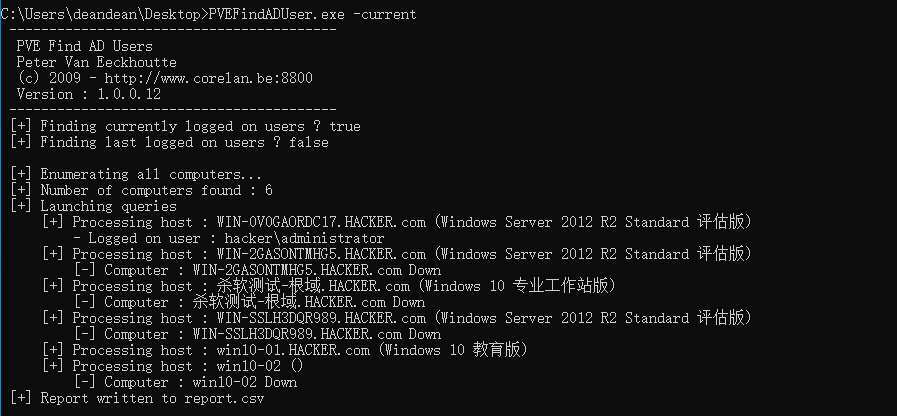 C:\Users\deandean\Desktop>PVEFindADUser.exe -current
-----------------------------------------
PVE Find AD Users
Peter Van Eeckhoutte
(c) 2009 - http://www.corelan.be:8800
Version : 1.0.0.12
-----------------------------------------
[+] Finding currently logged on users ? true
[+] Finding last logged on users ? false
[+] Enumerating all computers...
[+] Number of computers found : 6
[+] Launching queries
[+] Processing host : WIN-0V0GAORDC17.HACKER.com (Windows Server 2012 R2 Standard 评估版)
- Logged on user : hacker\administrator
[+] Processing host : WIN-2GASONTMHG5.HACKER.com (Windows Server 2012 R2 Standard 评估版)
[-] Computer : WIN-2GASONTMHG5.HACKER.com Down
[+] Processing host : 杀软测试-根域.HACKER.com (Windows 10 专业工作站版)
[-] Computer : 杀软测试-根域.HACKER.com Down
[+] Processing host : WIN-SSLH3DQR989.HACKER.com (Windows Server 2012 R2 Standard 评估版)
[-] Computer : WIN-SSLH3DQR989.HACKER.com Down
[+] Processing host : win10-01.HACKER.com (Windows 10 教育版)
[+] Processing host : win10-02 ()
[-] Computer : win10-02 Down
[+] Report written to report.csv